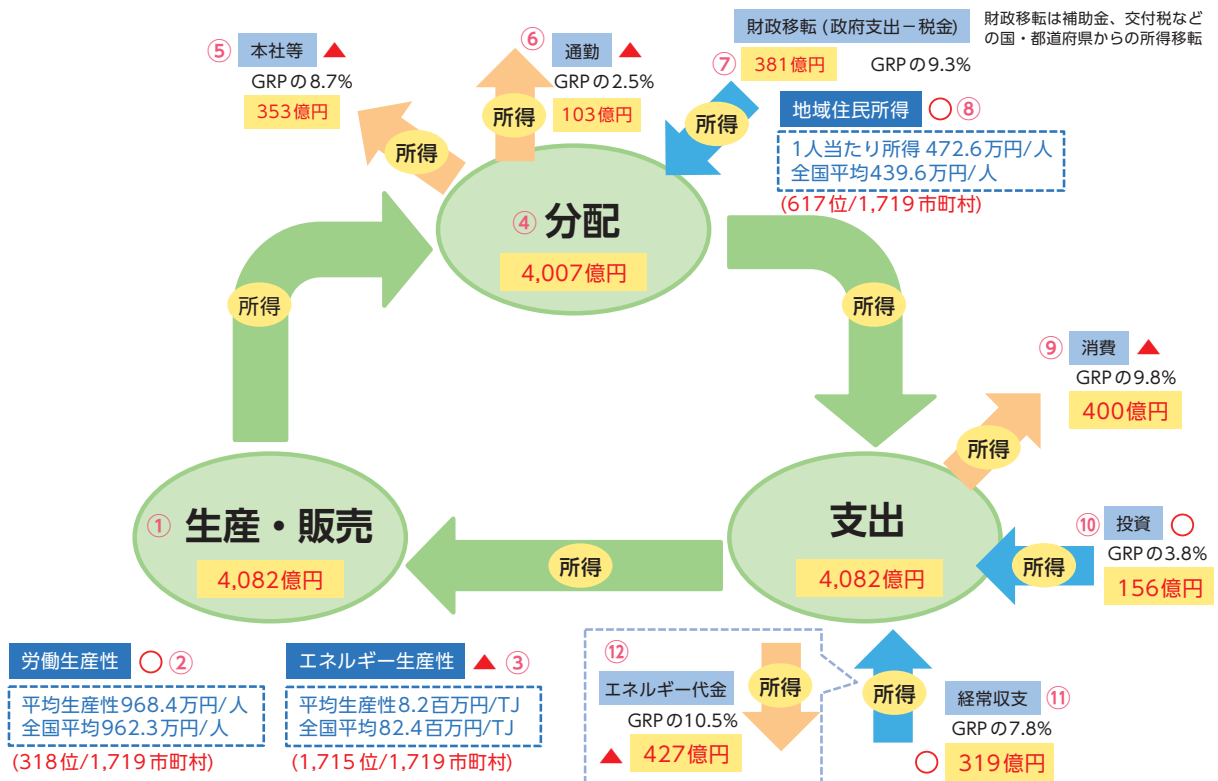 ⑤ 本社等 ▲
GRPの8.7%
353億円
所得
⑥ 通勤 ▲
GRPの2.5%
103億円
所得
財政移転（政府支出－税金）
⑦ 381億円 GRPの9.3%
所得
財政移転は補助金、交付税など
の国・都道府県からの所得移転
地域住民所得 ○ ⑧
1人当たり所得 472.6万円/人
全国平均439.6万円/人
(617位/1,719市町村)
④ 分配
4,007億円
所得
所得
⑨ 消費 ▲
GRPの9.8%
400億円
所得
① 生産・販売
4,082億円
所得
支出
4,082億円
⑩ 投資 ○
GRPの3.8%
156億円
所得
労働生産性 ○ ②
平均生産性968.4万円/人
全国平均962.3万円/人
(318位/1,719市町村)
エネルギー生産性 ▲ ③
平均生産性8.2百万円/TJ
全国平均82.4百万円/TJ
(1,715位/1,719市町村)
⑫
エネルギー代金
GRPの10.5%
▲ 427億円
所得
所得
経常収支 ⑪
GRPの7.8%
○ 319億円